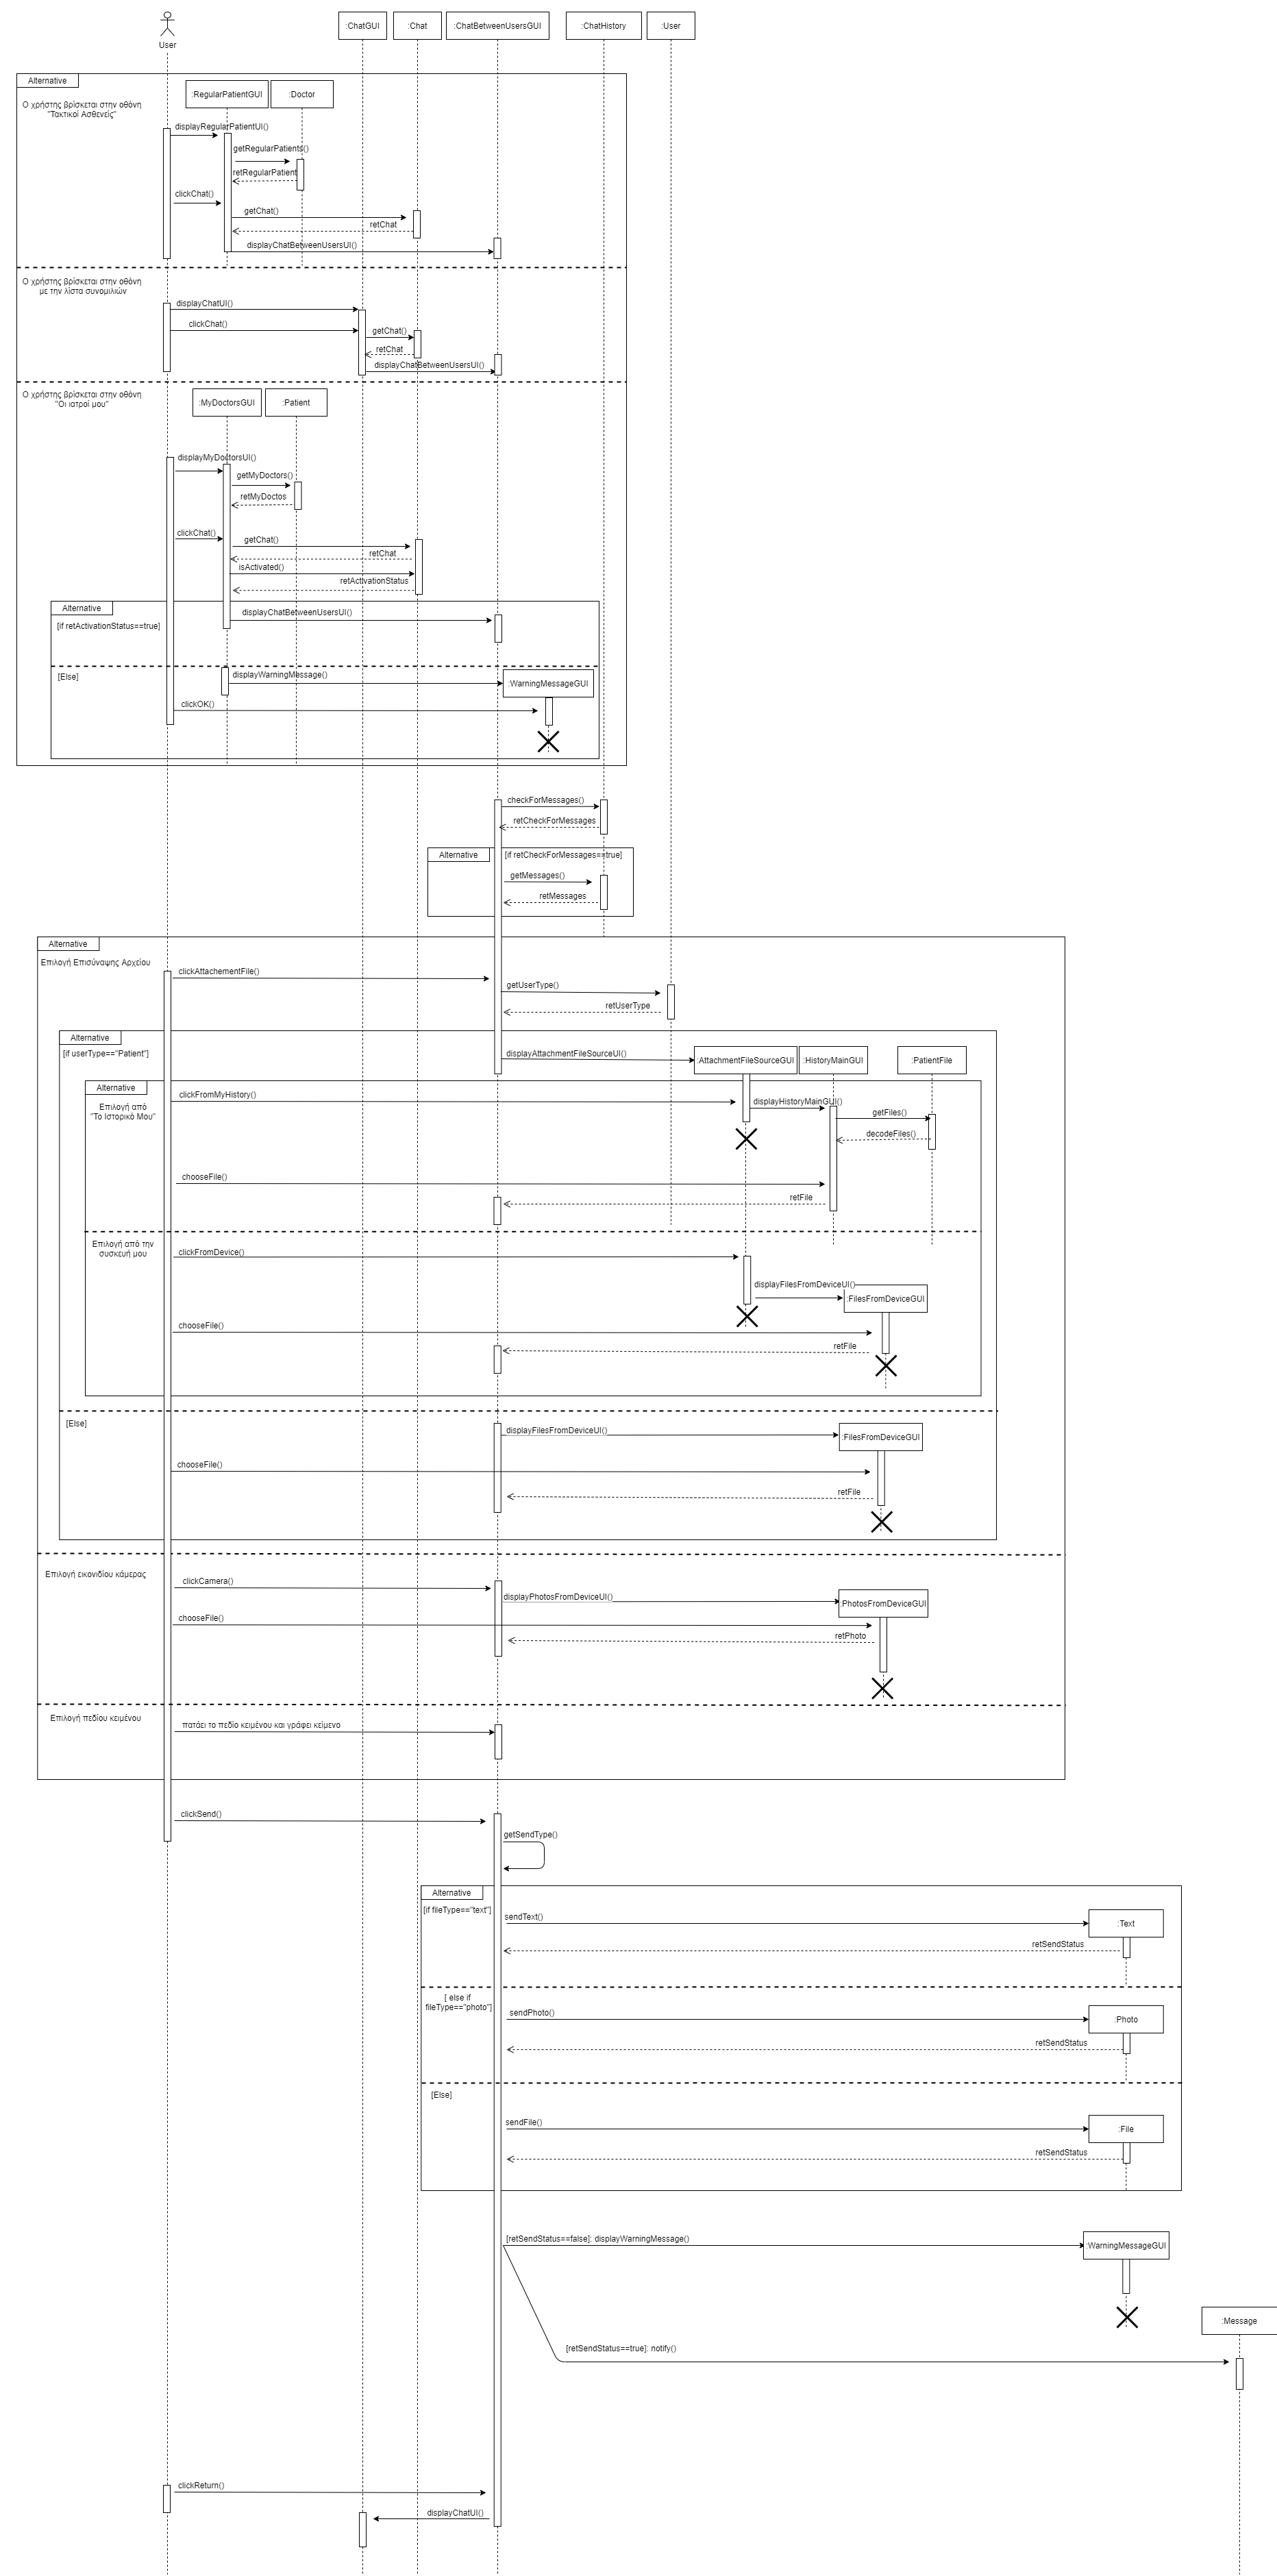 User
:ChatGUI
:Chat
:ChatBetweenUsersGUI
:ChatHistory
:User
Alternative
:RegularPatientGUI
:Doctor
Ο χρήστης βρίσκεται στην οθόνη
"Τακτικοί Ασθενείς"
displayRegularPatientUI()
getRegularPatients()
retRegularPatient
clickChat()
getChat()
retChat
displayChatBetweenUsersUI()
Ο χρήστης βρίσκεται στην οθόνη
με την λίστα συνομιλιών
displayChatUI()
clickChat()
getChat()
retChat
displayChatBetweenUsersUI()
Ο χρήστης βρίσκεται στην οθόνη
"Οι ιατροί μου"
:MyDoctorsGUI
:Patient
displayMyDoctorsUI()
getMyDoctors()
retMyDoctos
clickChat()
getChat()
retChat
isActivated()
retActivationStatus
Alternative
displayChatBetweenUsersUI()
[if retActivationStatus==true]
[Else]
displayWarningMessage()
:WarningMessageGUI
clickOK()
checkForMessages()
retCheckForMessages
Alternative
[if retCheckForMessages==true]
getMessages()
retMessages
Alternative
Επιλογή Επισύναψης Αρχείου
clickAttachementFile()
getUserType()
retUserType
Alternative
[if userType=="Patient"]
displayAttachmentFileSourceUI()
:AttachmentFileSourceGUI
:HistoryMainGUI
:PatientFile
Alternative
clickFromMyHistory()
Επιλογή από
"Το Ιστορικό Μου"
displayHistoryMainGUI()
getFiles()
decodeFiles()
chooseFile()
retFile
Επιλογή από την
συσκευή μου
clickFromDevice()
displayFilesFromDeviceUI()
:FilesFromDeviceGUI
chooseFile()
retFile
[Else]
displayFilesFromDeviceUI()
:FilesFromDeviceGUI
chooseFile()
retFile
Επιλογή εικονιδίου κάμερας
clickCamera()
displayPhotosFromDeviceUI()
:PhotosFromDeviceGUI
chooseFile()
retPhoto
Επιλογή πεδίου κειμένου
πατάει το πεδίο κειμένου και γράφει κείμενο
clickSend()
getSendType()
Alternative
[if fileType=="text"]
sendText()
:Text
retSendStatus
[ else if
fileType=="photo"]
sendPhoto()
:Photo
retSendStatus
[Else]
sendFile()
:File
retSendStatus
[retSendStatus==false]: displayWarningMessage()
:WarningMessageGUI
:Message
[retSendStatus==true]: notify()
clickReturn()
displayChatUI()